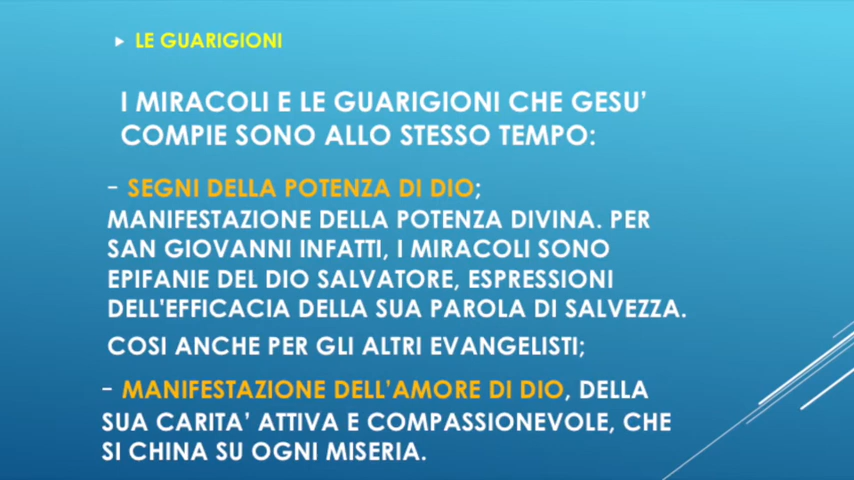 LE GUARIGIONI
I MIRACOLI E LE GUARIGIONI CHE GESU'
COMPIE SONO ALLO STESSO TEMPO:
- SEGNI DELLA POTENZA DI DIO;
MANIFESTAZIONE DELLA POTENZA DIVINA. PER
SAN GIOVANNI INFATTI, I MIRACOLI SONO
EPIFANIE DEL DIO SALVATORE, ESPRESSIONI
DELL'EFFICACIA DELLA SUA PAROLA DI SALVEZZA.
COSI ANCHE PER GLI ALTRI EVANGELISTI;
- MANIFESTAZIONE DELL'AMORE DI DIO, DELLA
SUA CARITA' ATTIVA E COMPASSIONEVOLE, CHE
SI CHINA SU OGNI MISERIA.